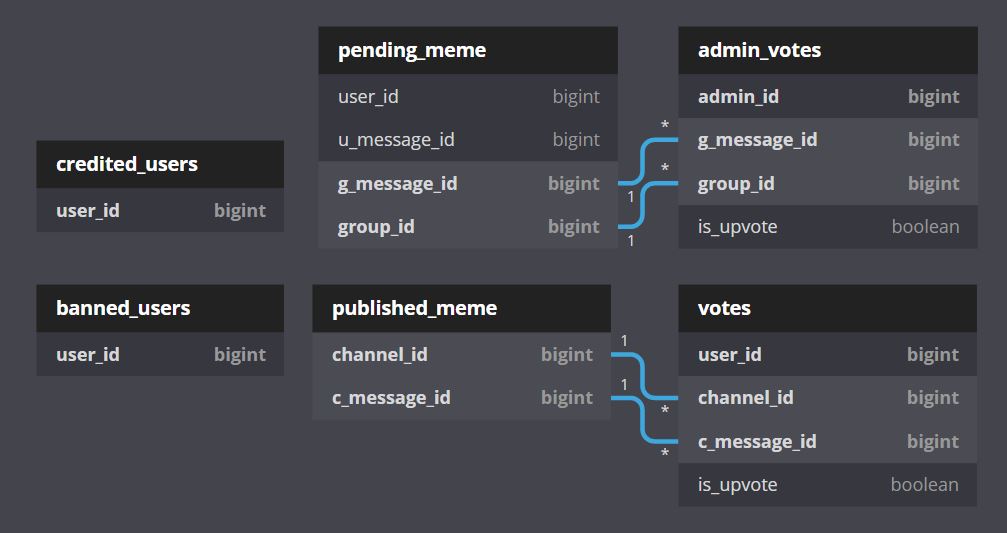 pending_meme
user_id bigint
u_message_id bigint
g_message_id bigint
group_id bigint
1
1
admin_votes
admin_id bigint
* g_message_id bigint
* group_id bigint
is_upvote boolean
credited_users
user_id bigint
banned_users
user_id bigint
published_meme
channel_id bigint
c_message_id bigint
1
1
votes
user_id bigint
channel_id bigint
*
c_message_id bigint
*
is_upvote boolean